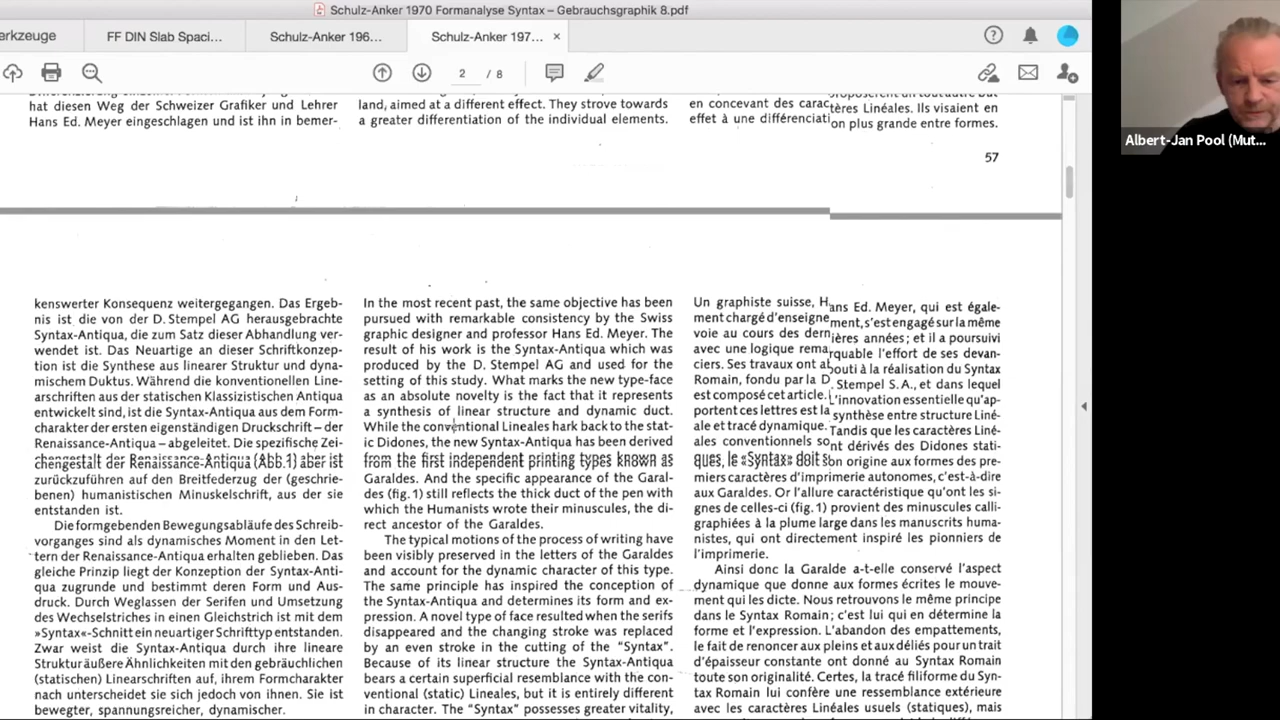 Schulz-Anker 1970 Formanalyse Syntax – Gebrauchsgraphik 8.pdf
erkzeuge
FF DIN Slab Spaci...
Schulz-Anker 196...
Schulz-Anker 197...
×
2 / 8
Albert-Jan Pool (Mut...
hat diesen Weg der Schweizer Grafiker und Lehrer
Hans Ed. Meyer eingeschlagen und ist ihn in bemer-
land, aimed at a different effect. They strove towards
a greater differentiation of the individual elements.
en concevant des carac
effet à une différenciati
tères Linéales. Ils visaient en
on plus grande entre formes.
57
kenswerter Konsequenz weitergegangen. Das Ergeb-
nis ist die von der D. Stempel AG herausgebrachte
Syntax-Antiqua, die zum Satz dieser Abhandlung ver-
wendet ist. Das Neuartige an dieser Schriftkonzep-
tion ist die Synthese aus linearer Struktur und dyna-
mischem Duktus. Während die konventionellen Line-
arschriften aus der statischen Klassizistischen Antiqua
entwickelt sind, ist die Syntax-Antiqua aus dem Form-
charakter der ersten eigenständigen Druckschrift – der
Renaissance-Antiqua – abgeleitet. Die spezifische Zei-
chengestalt der Renaissance-Antiqua (Abb.1) aber ist
zurückzuführen auf den Breitfederzug der (geschrie-
benen) humanistischen Minuskelschrift, aus der sie
entstanden ist.
Die formgebenden Bewegungsabläufe des Schreib-
vorganges sind als dynamisches Moment in den Let-
tern der Renaissance-Antiqua erhalten geblieben. Das
gleiche Prinzip liegt der Konzeption der Syntax-Anti-
qua zugrunde und bestimmt deren Form und Aus-
druck. Durch Weglassen der Serifen und Umsetzung
des Wechselstriches in einen Gleichstrich ist mit dem
»Syntax«-Schnitt ein neuartiger Schrifttyp entstanden.
Zwar weist die Syntax-Antiqua durch ihre lineare
Struktur äußere Ähnlichkeiten mit den gebräuchlichen
(statischen) Linearschriften auf, ihrem Formcharakter
nach unterscheidet sie sich jedoch von ihnen. Sie ist
bewegter, spannungsreicher, dynamischer.
In the most recent past, the same objective has been
pursued with remarkable consistency by the Swiss
graphic designer and professor Hans Ed. Meyer. The
result of his work is the Syntax-Antiqua which was
produced by the D. Stempel AG and used for the
setting of this study. What marks the new type-face
as an absolute novelty is the fact that it represents
a synthesis of linear structure and dynamic duct.
While the conventional Lineales hark back to the stat-
ic Didones, the new Syntax-Antiqua has been derived
from the first independent printing types known as
Garaldes. And the specific appearance of the Garal-
des (fig. 1) still reflects the thick duct of the pen with
which the Humanists wrote their minuscules, the di-
rect ancestor of the Garaldes.
The typical motions of the process of writing have
been visibly preserved in the letters of the Garaldes
and account for the dynamic character of this type.
The same principle has inspired the conception of
the Syntax-Antiqua and determines its form and ex-
pression. A novel type of face resulted when the serifs
disappeared and the changing stroke was replaced
by an even stroke in the cutting of the "Syntax".
Because of its linear structure the Syntax-Antiqua
bears a certain superficial resemblance with the con-
ventional (static) Lineales, but it is entirely different
in character. The "Syntax" possesses greater vitality,
Un graphiste suisse, Hans Ed. Meyer, qui est égale-
ment chargé d'enseignement, s'est engagé sur la même
voie au cours des dernières années; et il a poursuivi
avec une logique remarquable l'effort de ses devan-
ciers. Ses travaux ont abouti à la réalisation du Syntax
Romain, fondu par la D. Stempel S.A., et dans lequel
est composé cet article. L'innovation essentielle qu'ap-
portent ces lettres est la synthèse entre structure Liné-
ale et tracé dynamique. Tandis que les caractères Liné-
ales conventionnels sont dérivés des Didones stati-
ques, le «Syntax» doit son origine aux formes des pre-
miers caractères d'imprimerie autonomes, c'est-à-dire
aux Garaldes. Or l'allure caractéristique qu'ont les si-
gnes de celles-ci (fig. 1) provient des minuscules calli-
graphiées à la plume large dans les manuscrits huma-
nistes, qui ont directement inspiré les pionniers de
l'imprimerie.
Ainsi donc la Garalde a-t-elle conservé l'aspect
dynamique que donne aux formes écrites le mouve-
ment qui les dicte. Nous retrouvons le même principe
dans le Syntax Romain; c'est lui qui en détermine la
forme et l'expression. L'abandon des empattements,
le fait de renoncer aux pleins et aux déliés pour un trait
d'épaisseur constante ont donné au Syntax Romain
toute son originalité. Certes, la tracé filiforme du Syn-
tax Romain lui confère une ressemblance extérieure
avec les caractères Linéales usuels (statiques), mais